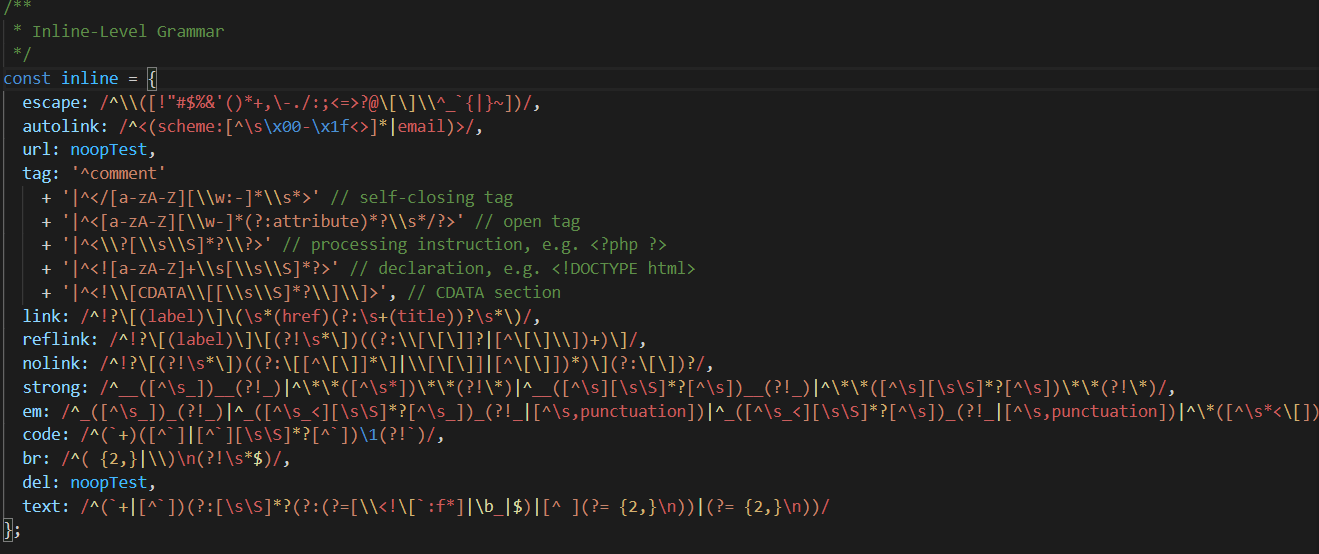 /**
 * Inline-Level Grammar
 */
const inline = {
  escape: /^\\([!"#$%&'()*+,\-./:;<=>?@\[\]\\^_`{|}~])/,
  autolink: /^<(scheme:[^\s\x00-\x1f<>]*|email)>/,
  url: noopTest,
  tag: '^comment'
    + '|^</[a-zA-Z][\\w:-]*\\s*>' // self-closing tag
    + '|^<[a-zA-Z][\\w-]*(?:attribute)*?\\s*/?>' // open tag
    + '|^<\\?[\\s\\S]*?\\?>' // processing instruction, e.g. <?php ?>
    + '|^<![a-zA-Z]+\\s[\\s\\S]*?>' // declaration, e.g. <!DOCTYPE html>
    + '|^<!\\[CDATA\\[[\\s\\S]*?\\]\\]>', // CDATA section
  link: /^!?\[(label)\]\(\s*(href)(?:\s+(title))?\s*\)/,
  reflink: /^!?\[(label)\]\[(?!\s*\])((?:\\[\[\]]?|[^\[\]\\])+)\]/,
  nolink: /^!?\[(?!\s*\])((?:\[[^\[\]]*\]|\\[\[\]]|[^\[\]])*)\](?:\[\])?/,
  strong: /^__([^\s_])__(?!_)|^\*\*([^\s*])\*\*(?!\*)|^__([^\s][\s\S]*?[^\s])__(?!_)|^\*\*([^\s][\s\S]*?[^\s])\*\*(?!\*)/,
  em: /^_([^\s_])_(?!_)|^_([^\s_<][\s\S]*?[^\s_])_(?!_|[^\s,punctuation])|^_([^\s_<][\s\S]*?[^\s])_(?!_|[^\s,punctuation])|^\*([^\s*<\[])
  code: /^(`+)([^`]|[^`][\s\S]*?[^`])\1(?!`)/,
  br: /^( {2,}|\\)\n(?!\s*$)/,
  del: noopTest,
  text: /^(`+|[^`])(?:[\s\S]*?(?:(?=[\\<!\[`:f*]|\b_|$)|[^ ](?= {2,}\n))|(?= {2,}\n))/
};